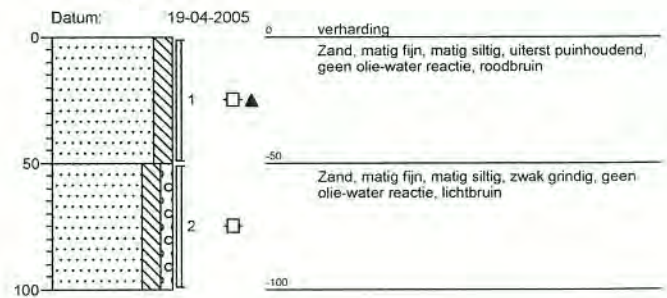 Datum: 19-04-2005
0
0 verharding
Zand, matig fijn, matig siltig, uiterst puinhoudend,
geen olie-water reactie, roodbruin
1
50
-50
Zand, matig fijn, matig siltig, zwak grindig, geen
olie-water reactie, lichtbruin
2
100
-100